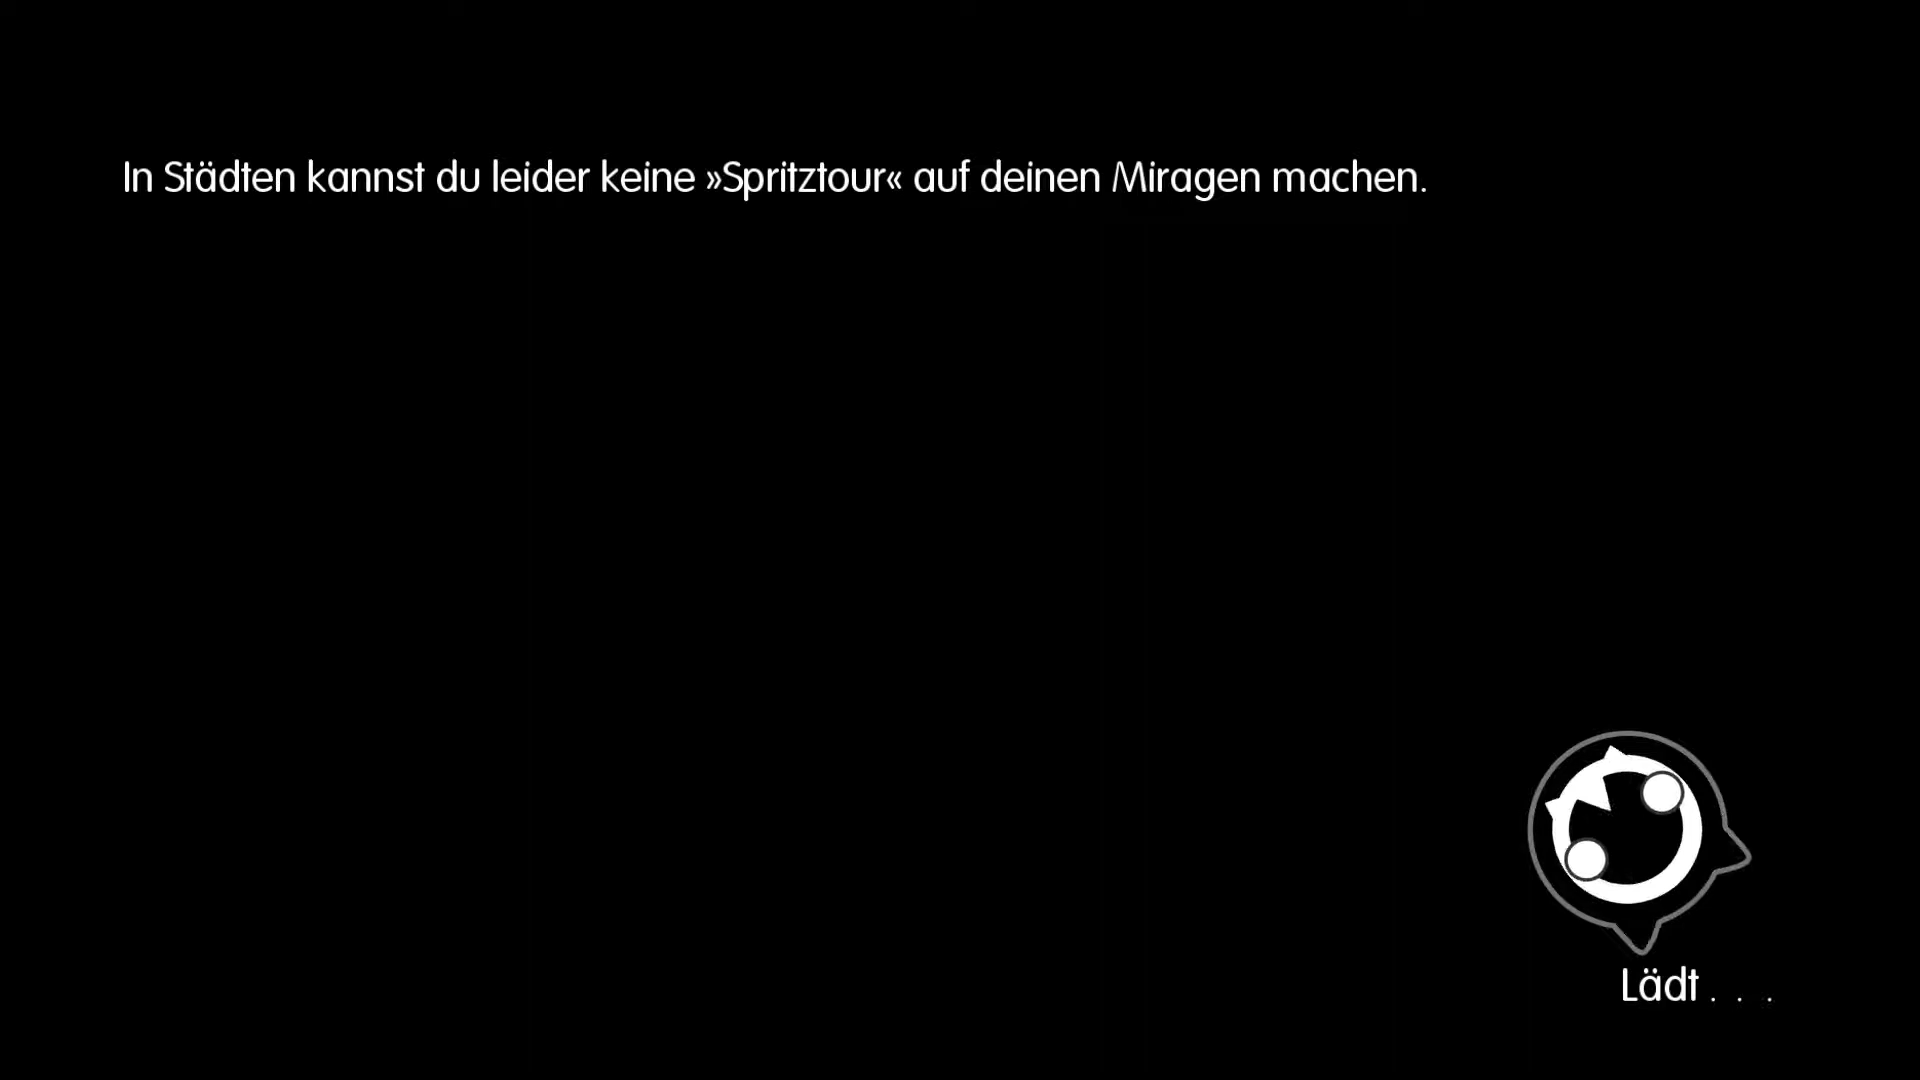 In Städten kannst du leider keine »Spritztour« auf deinen Miragen machen.
Lädt . . .